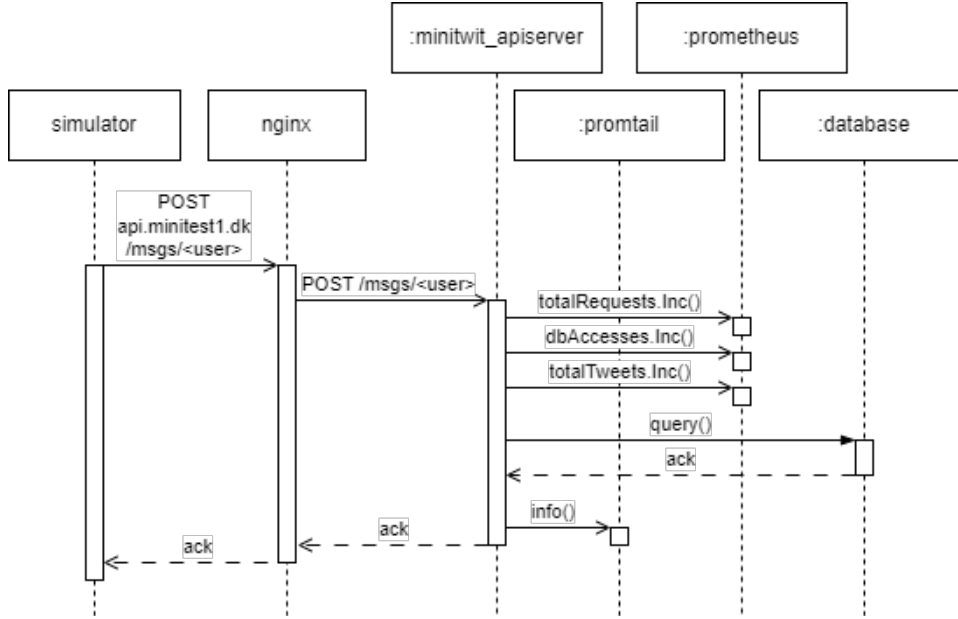 :minitwit_apiserver
:prometheus
simulator
nginx
:promtail
:database
POST
api.minitest1.dk
/msgs/<user>
POST /msgs/<user>
totalRequests.Inc()
dbAccesses.Inc()
totalTweets.Inc()
query()
ack
info()
ack
ack